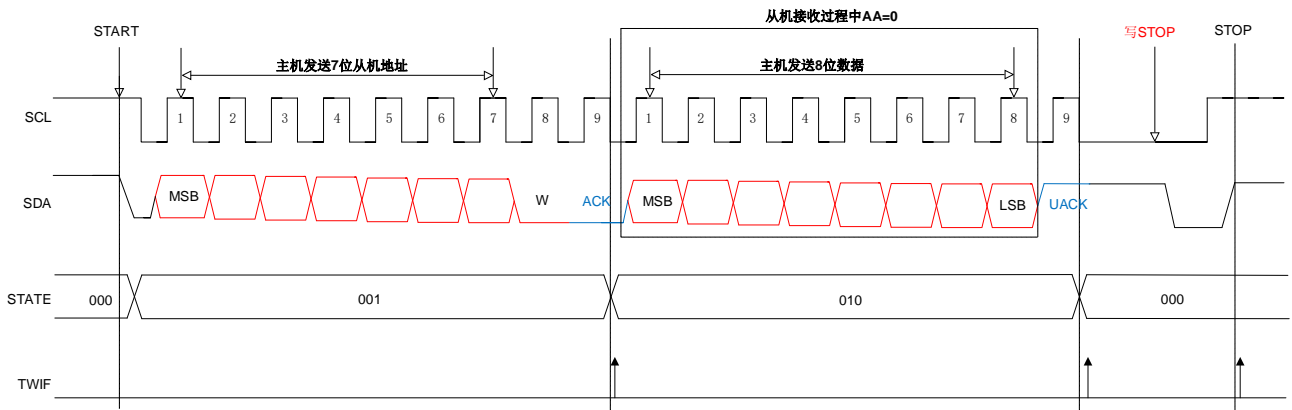 从机接收过程中AA=0
START
写STOP
STOP
主机发送7位从机地址
主机发送8位数据
SCL
1 2 3 4 5 6 7 8 9 1 2 3 4 5 6 7 8 9
SDA
MSB W ACK MSB LSB UACK
STATE 000 001 010 000
TWIF